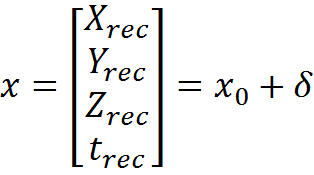 x = [X_rec
Y_rec
Z_rec
t_rec] = x_0 + δ